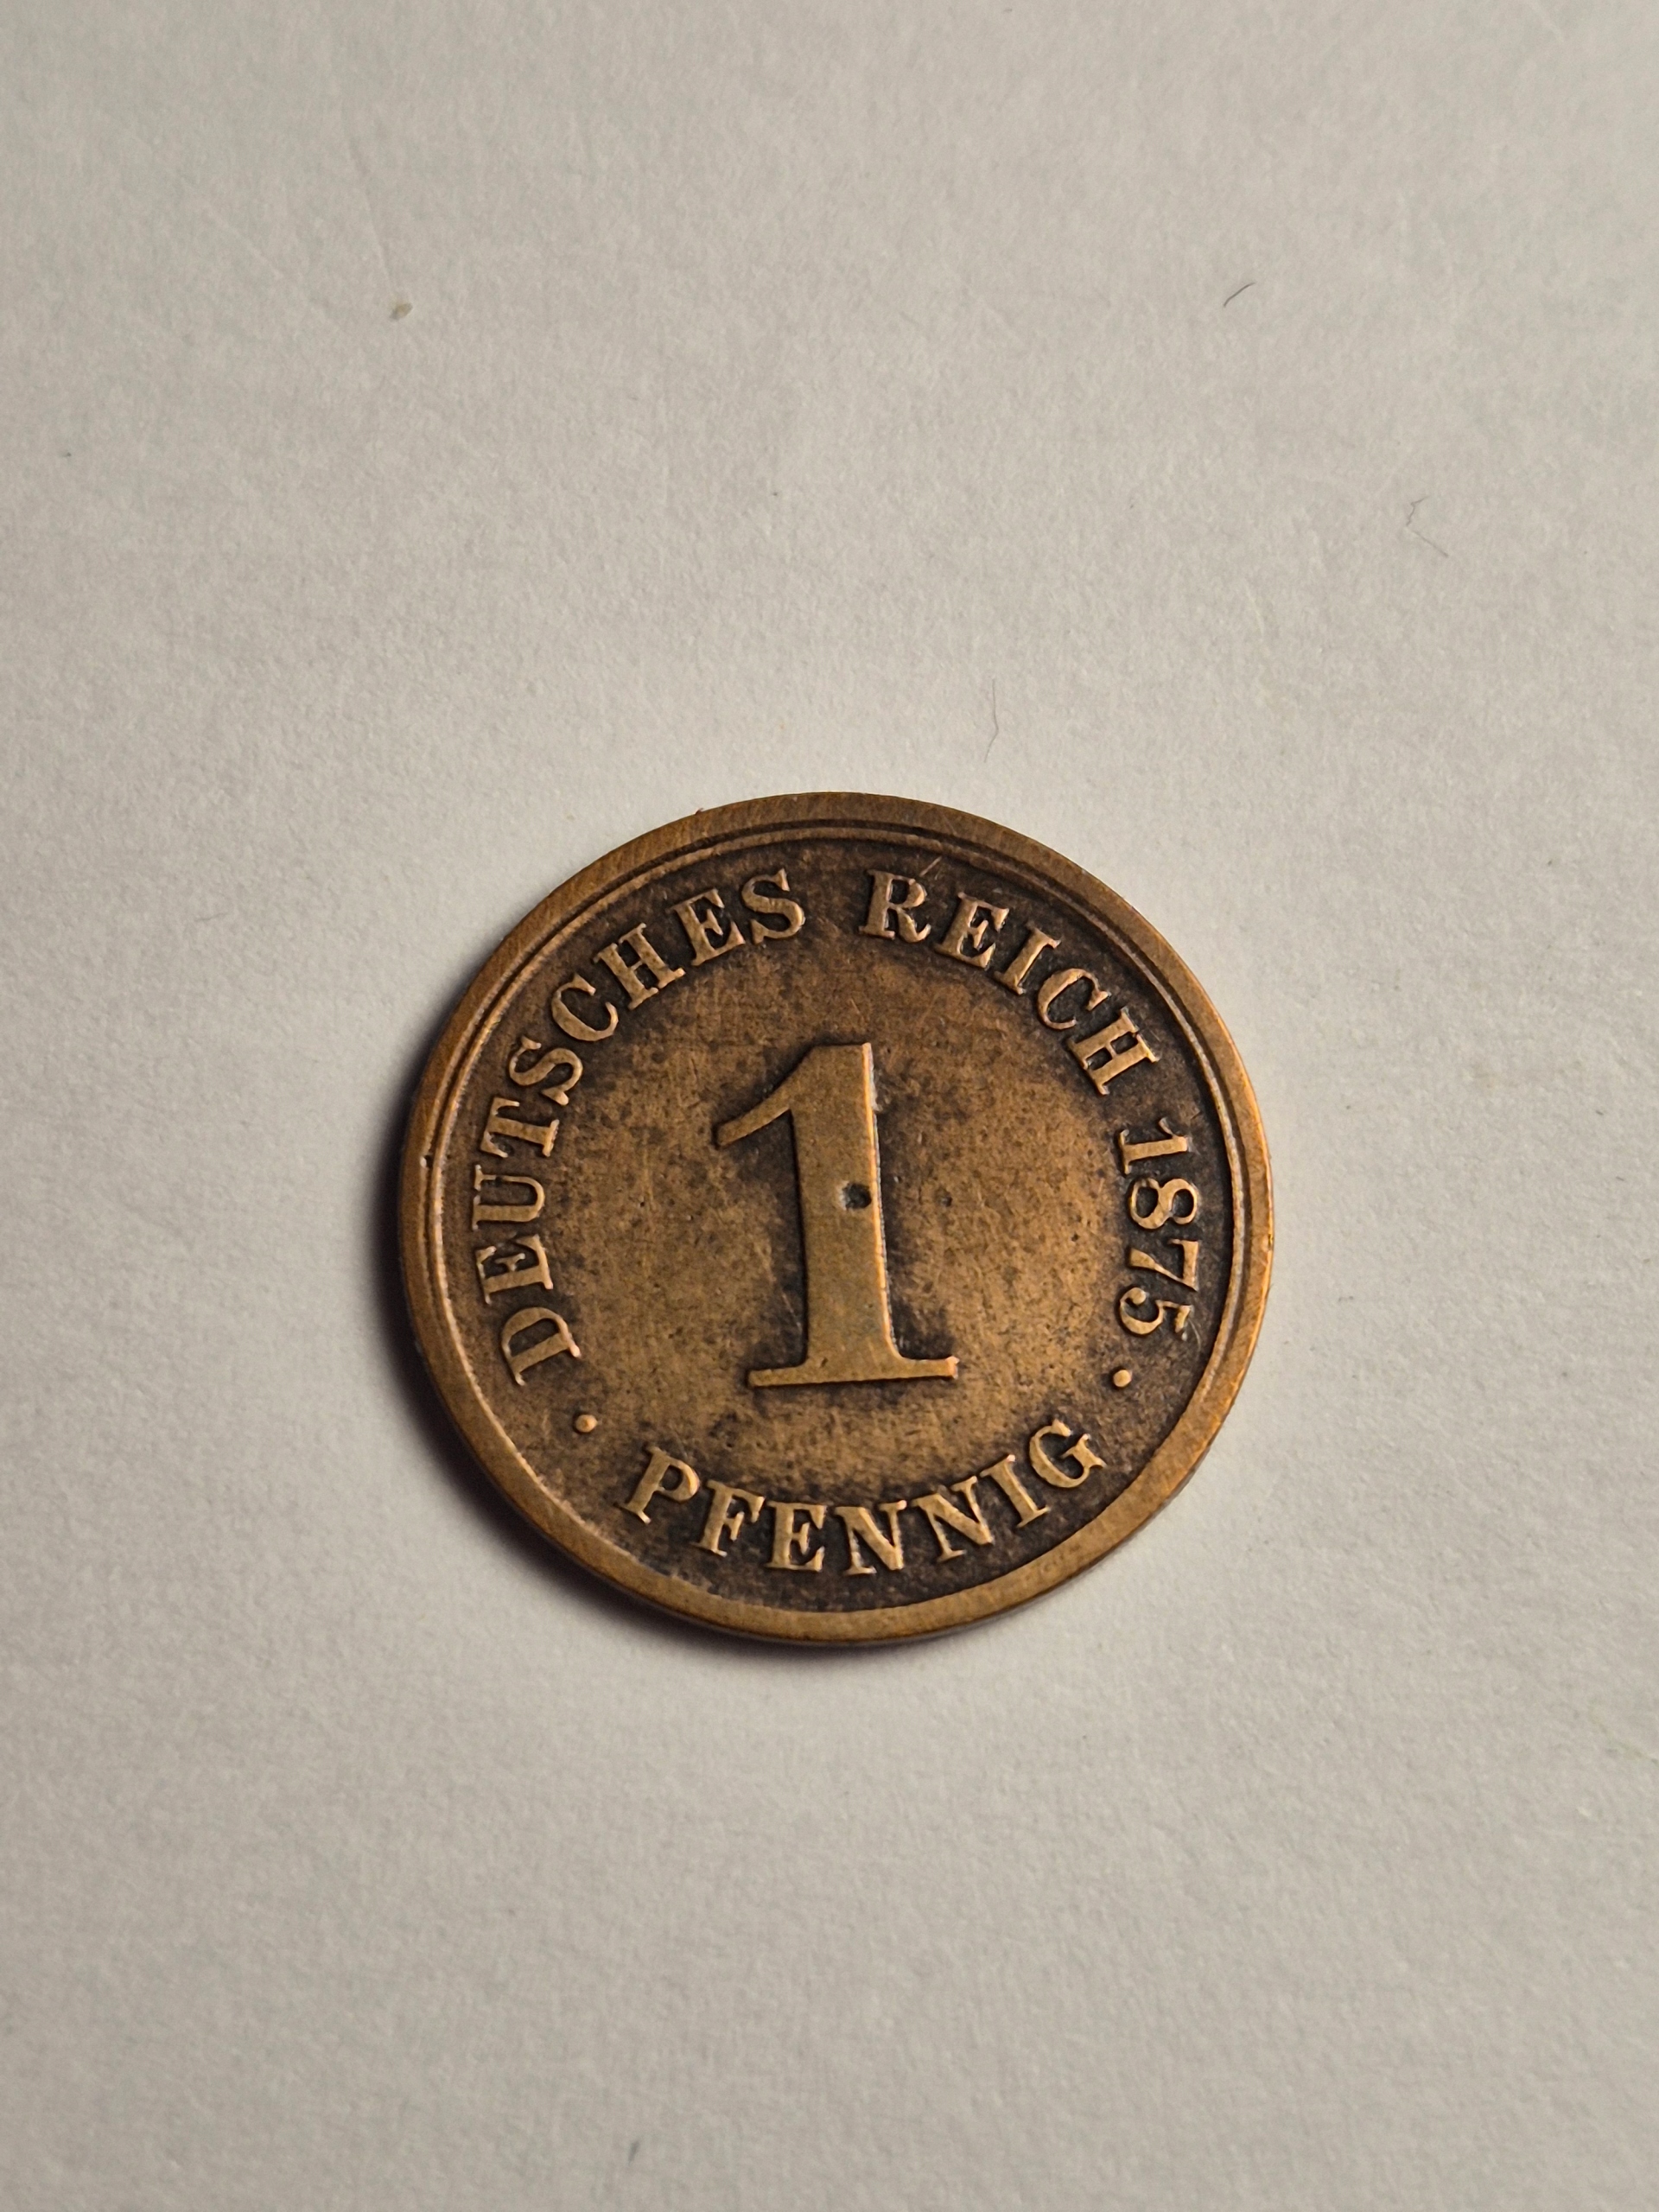 DEUTSCHES REICH 1875
1
· PFENNIG ·